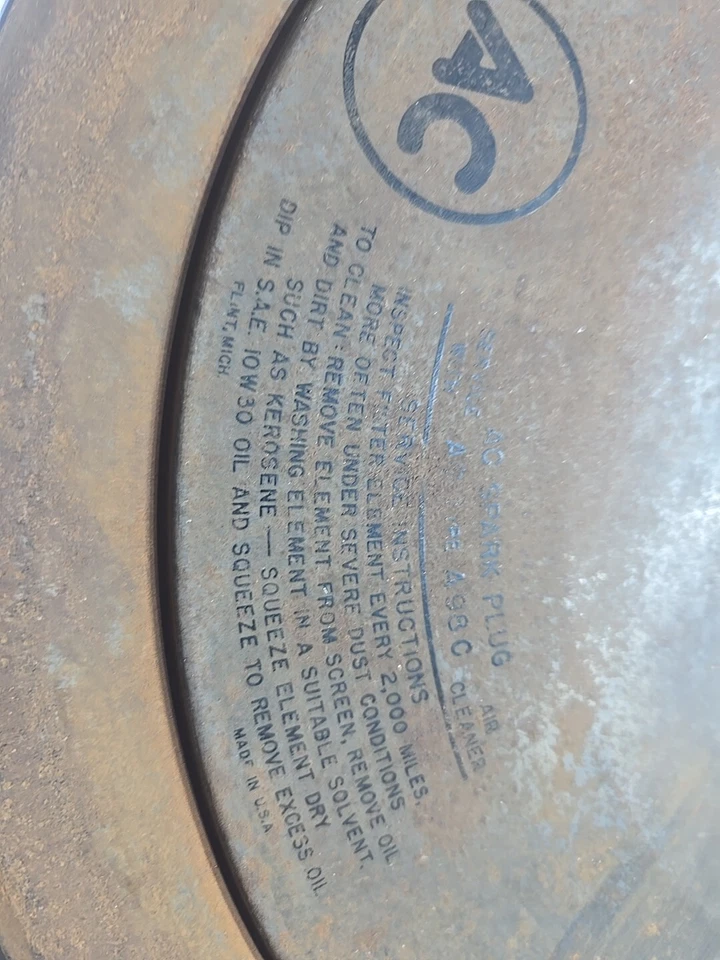 AC
AC SPARK PLUG
AIR
CLEANER
A98C
SERVICE INSTRUCTIONS
INSPECT FILTER ELEMENT EVERY 2,000 MILES.
MORE OFTEN UNDER SEVERE DUST CONDITIONS
TO CLEAN: REMOVE ELEMENT FROM SCREEN, REMOVE OIL
AND DIRT BY WASHING ELEMENT IN A SUITABLE SOLVENT.
SUCH AS KEROSENE — SQUEEZE ELEMENT DRY
DIP IN S.A.E. 10W30 OIL AND SQUEEZE TO REMOVE EXCESS OIL.
FLINT, MICH.
MADE IN U.S.A.